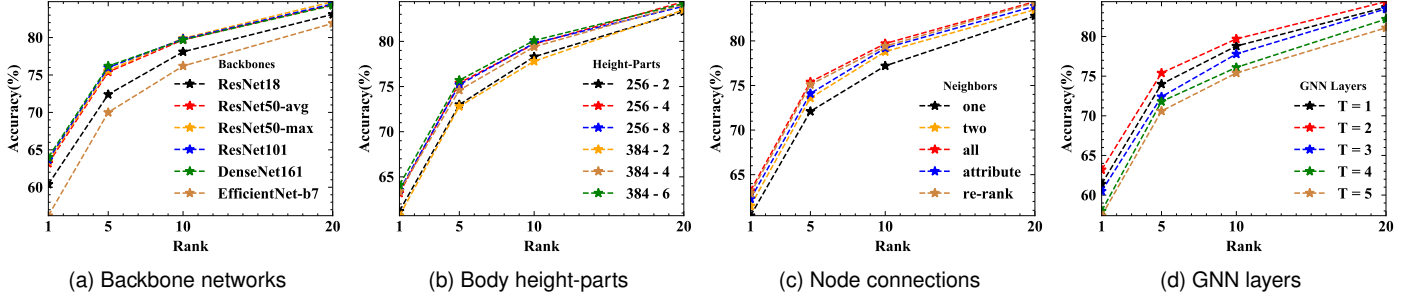 Accuracy(%)
80
75
70
65
60
1
5
10
20
Rank
Backbones
ResNet18
ResNet50-avg
ResNet50-max
ResNet101
DenseNet161
EfficientNet-b7
(a) Backbone networks
Accuracy(%)
80
75
70
65
1
5
10
20
Rank
Height-Parts
256 - 2
256 - 4
256 - 8
384 - 2
384 - 4
384 - 6
(b) Body height-parts
Accuracy(%)
80
75
70
65
1
5
10
20
Rank
Neighbors
one
two
all
attribute
re-rank
(c) Node connections
Accuracy(%)
80
75
70
65
60
1
5
10
20
Rank
GNN Layers
T = 1
T = 2
T = 3
T = 4
T = 5
(d) GNN layers